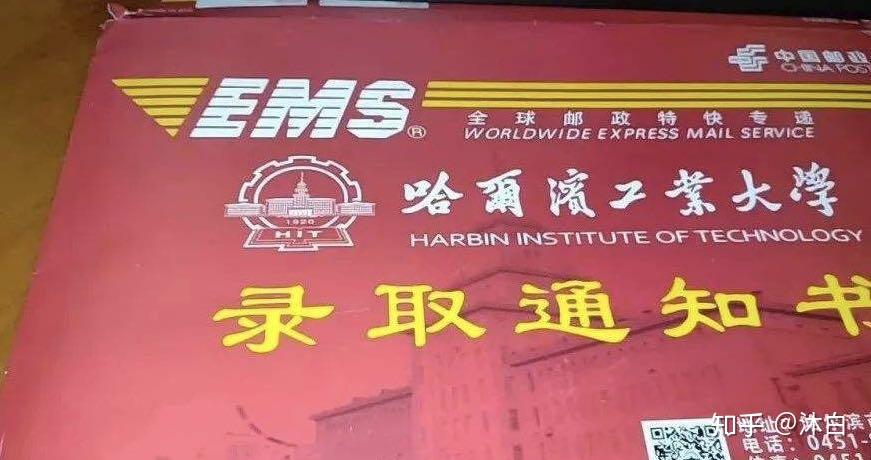 中国邮政
CHINA POST
EMS®
全球邮政特快专递
WORLDWIDE EXPRESS MAIL SERVICE
1920
HIT
哈爾濱工業大學
HARBIN INSTITUTE OF TECHNOLOGY
录取通知书
知乎 @沐白
电话：0451-